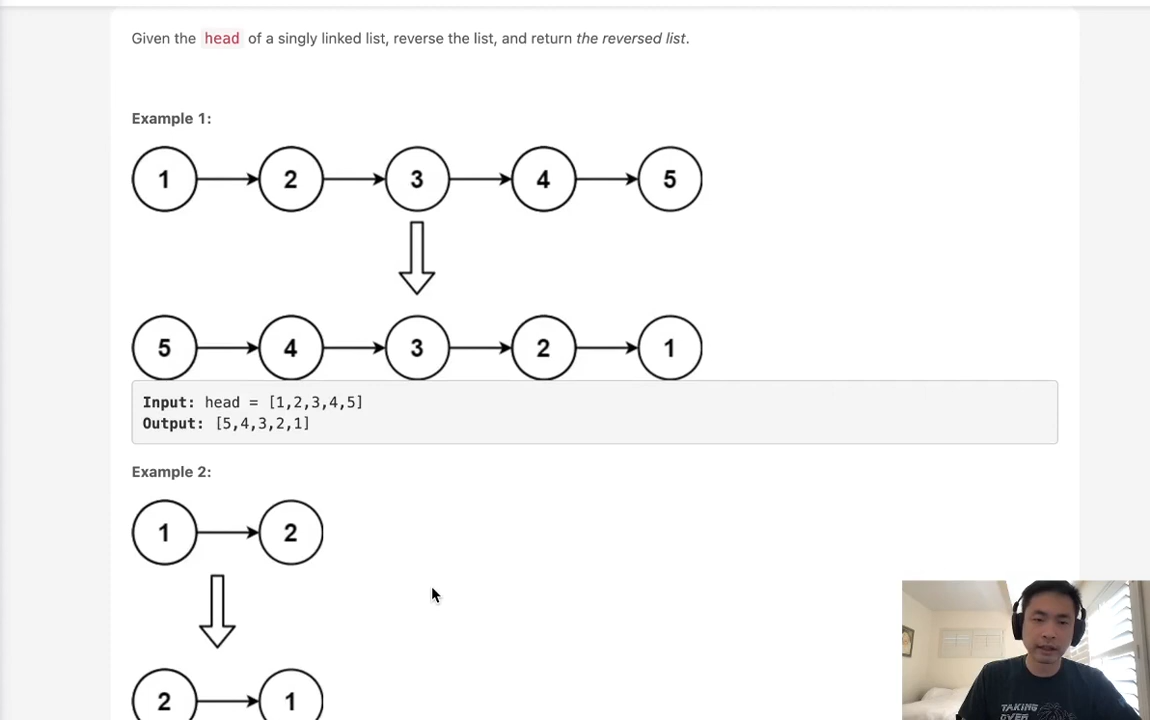 Given the head of a singly linked list, reverse the list, and return the reversed list.
Example 1:
1 2 3 4 5
5 4 3 2 1
Input: head = [1,2,3,4,5]
Output: [5,4,3,2,1]
Example 2:
1 2
2 1
TAKING
OVER